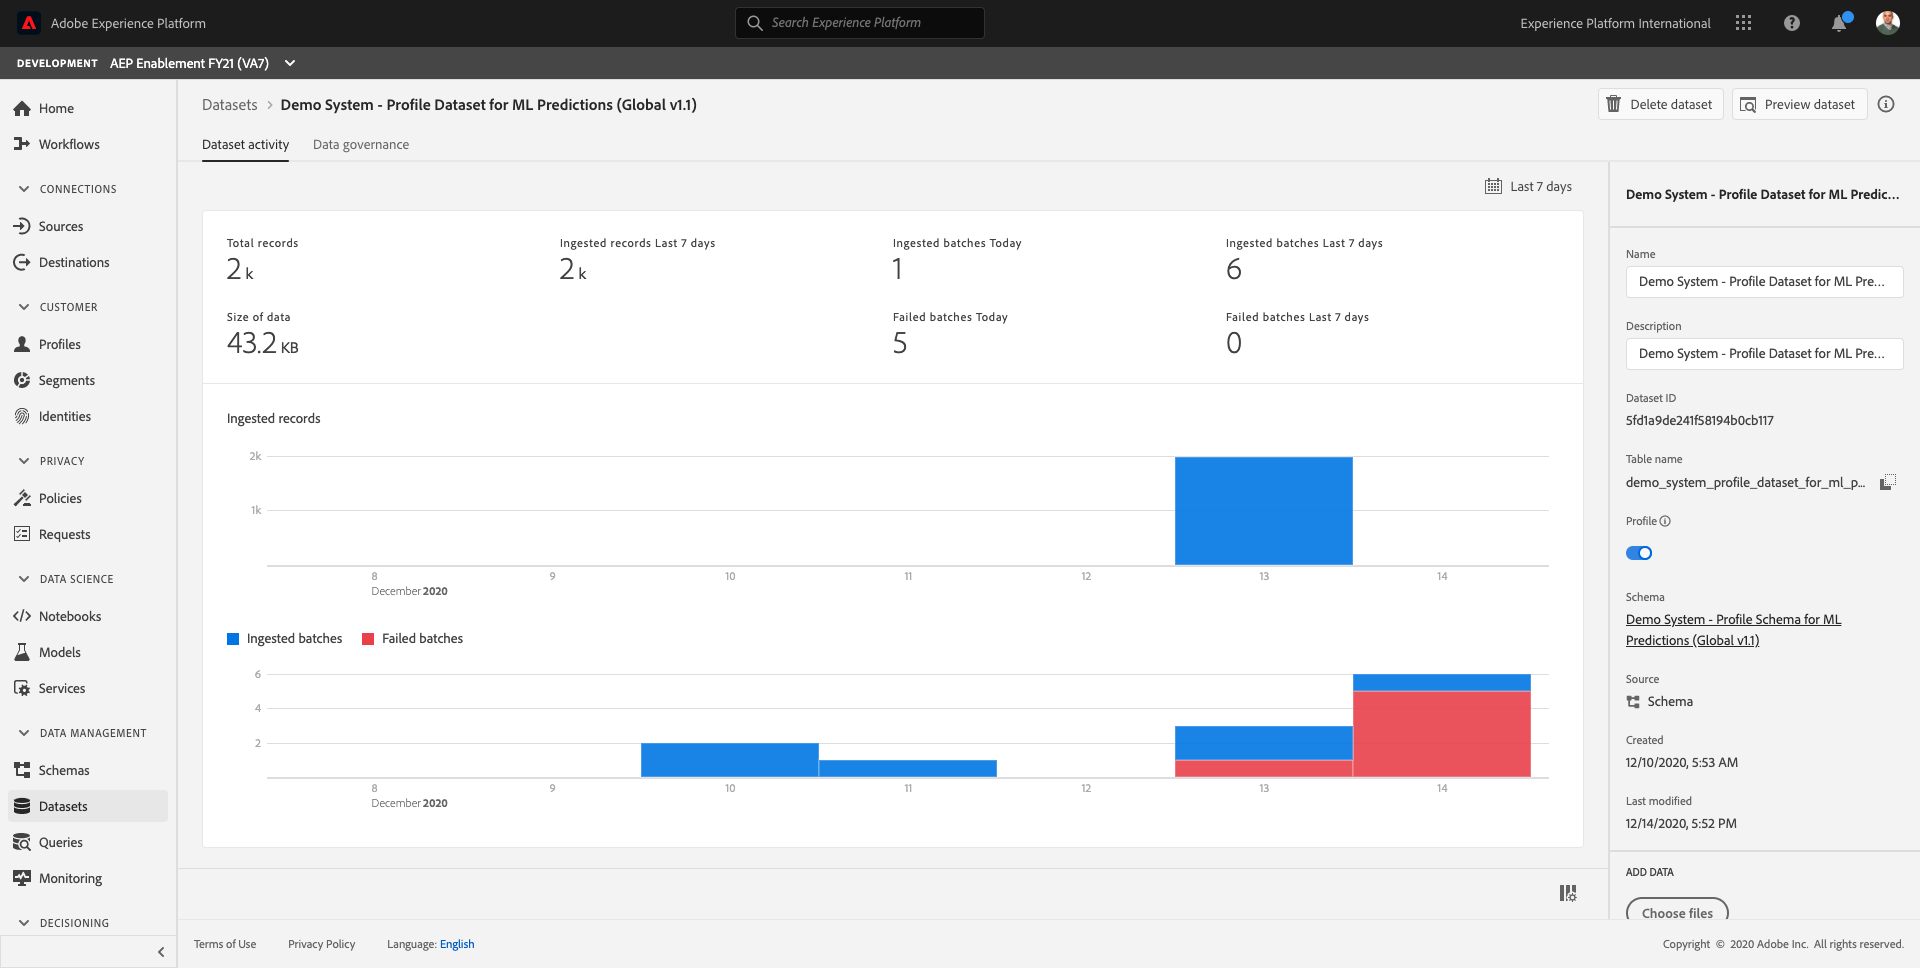 Adobe Experience Platform
Search Experience Platform
Experience Platform International
DEVELOPMENT AEP Enablement FY21 (VA7)
Home
Workflows
CONNECTIONS
Sources
Destinations
CUSTOMER
Profiles
Segments
Identities
PRIVACY
Policies
Requests
DATA SCIENCE
Notebooks
Models
Services
DATA MANAGEMENT
Schemas
Datasets
Queries
Monitoring
DECISIONING
Datasets > Demo System - Profile Dataset for ML Predictions (Global v1.1)
Delete dataset
Preview dataset
Dataset activity
Data governance
Last 7 days
Total records
2 k
Ingested records Last 7 days
2 k
Ingested batches Today
1
Ingested batches Last 7 days
6
Size of data
43.2 KB
Failed batches Today
5
Failed batches Last 7 days
0
Ingested records
2k
1k
8 9 10 11 12 13 14
December 2020
Ingested batches Failed batches
6
4
2
8 9 10 11 12 13 14
December 2020
Demo System - Profile Dataset for ML Predic...
Name
Demo System - Profile Dataset for ML Pre...
Description
Demo System - Profile Dataset for ML Pre...
Dataset ID
5fd1a9de241f58194b0cb117
Table name
demo_system_profile_dataset_for_ml_p...
Profile
Schema
Demo System - Profile Schema for ML
Predictions (Global v1.1)
Source
Schema
Created
12/10/2020, 5:53 AM
Last modified
12/14/2020, 5:52 PM
ADD DATA
Choose files
Terms of Use Privacy Policy Language: English
Copyright © 2020 Adobe Inc. All rights reserved.